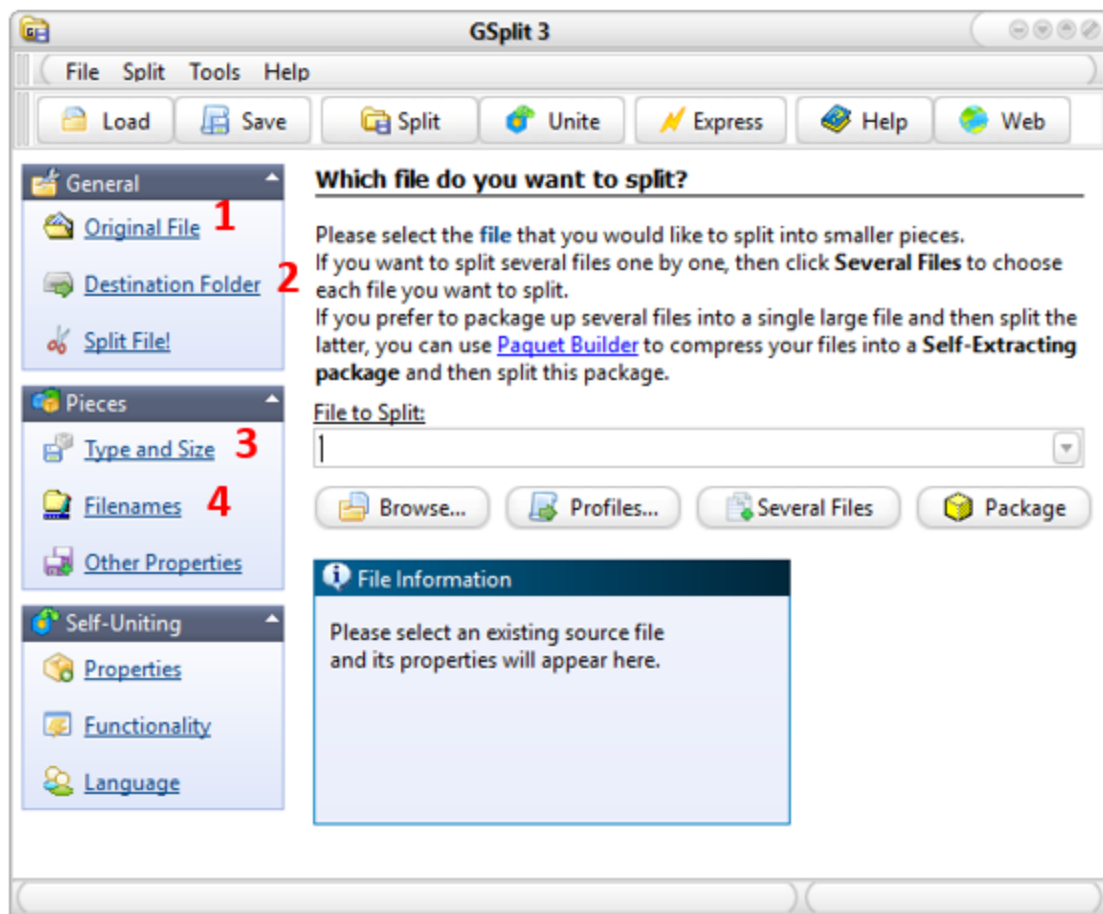 GSplit 3
File Split Tools Help
Load Save Split Unite Express Help Web
General
Original File 1
Destination Folder 2
Split File!
Pieces
Type and Size 3
Filenames 4
Other Properties
Self-Uniting
Properties
Functionality
Language
Which file do you want to split?
Please select the file that you would like to split into smaller pieces.
If you want to split several files one by one, then click Several Files to choose
each file you want to split.
If you prefer to package up several files into a single large file and then split the
latter, you can use Paquet Builder to compress your files into a Self-Extracting
package and then split this package.
File to Split:
Browse... Profiles... Several Files Package
File Information
Please select an existing source file
and its properties will appear here.